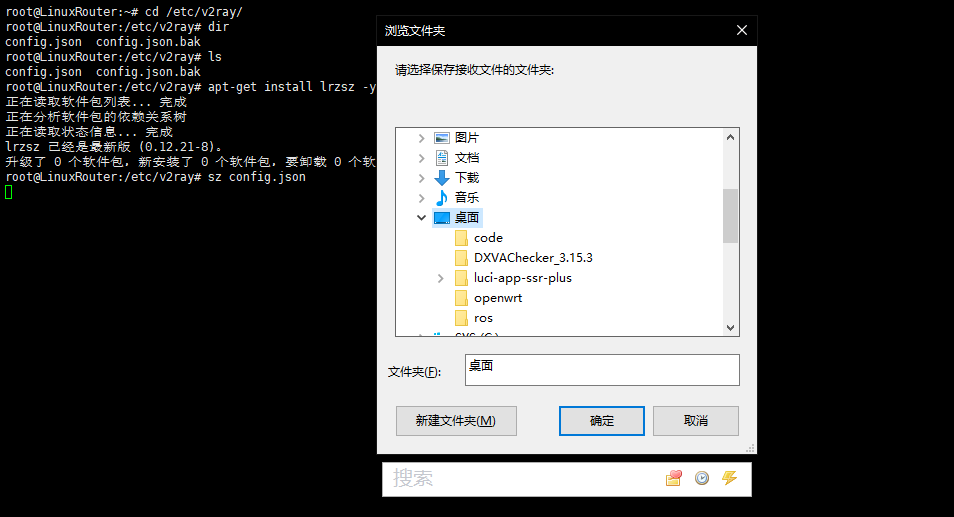 root@LinuxRouter:~# cd /etc/v2ray/
root@LinuxRouter:/etc/v2ray# dir
config.json  config.json.bak
root@LinuxRouter:/etc/v2ray# ls
config.json  config.json.bak
root@LinuxRouter:/etc/v2ray# apt-get install lrzsz -y
正在读取软件包列表... 完成
正在分析软件包的依赖关系树
正在读取状态信息... 完成
lrzsz 已经是最新版 (0.12.21-8)。
升级了 0 个软件包，新安装了 0 个软件包，要卸载 0 个软
root@LinuxRouter:/etc/v2ray# sz config.json
浏览文件夹
请选择保存接收文件的文件夹:
图片
文档
下载
音乐
桌面
code
DXVAChecker_3.15.3
luci-app-ssr-plus
openwrt
ros
文件夹(F):
桌面
新建文件夹(M)
确定
取消
搜索